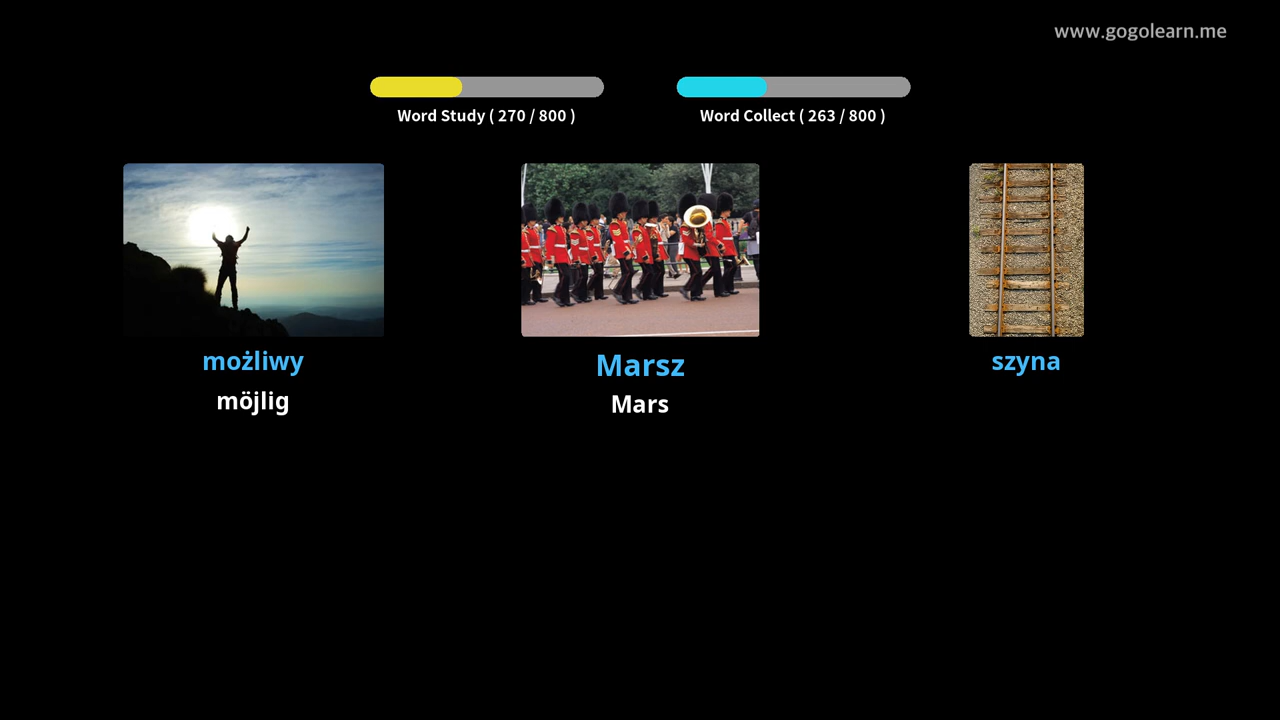 www.gogolearn.me
Word Study ( 270 / 800 )
Word Collect ( 263 / 800 )
możliwy
möjlig
Marsz
Mars
szyna